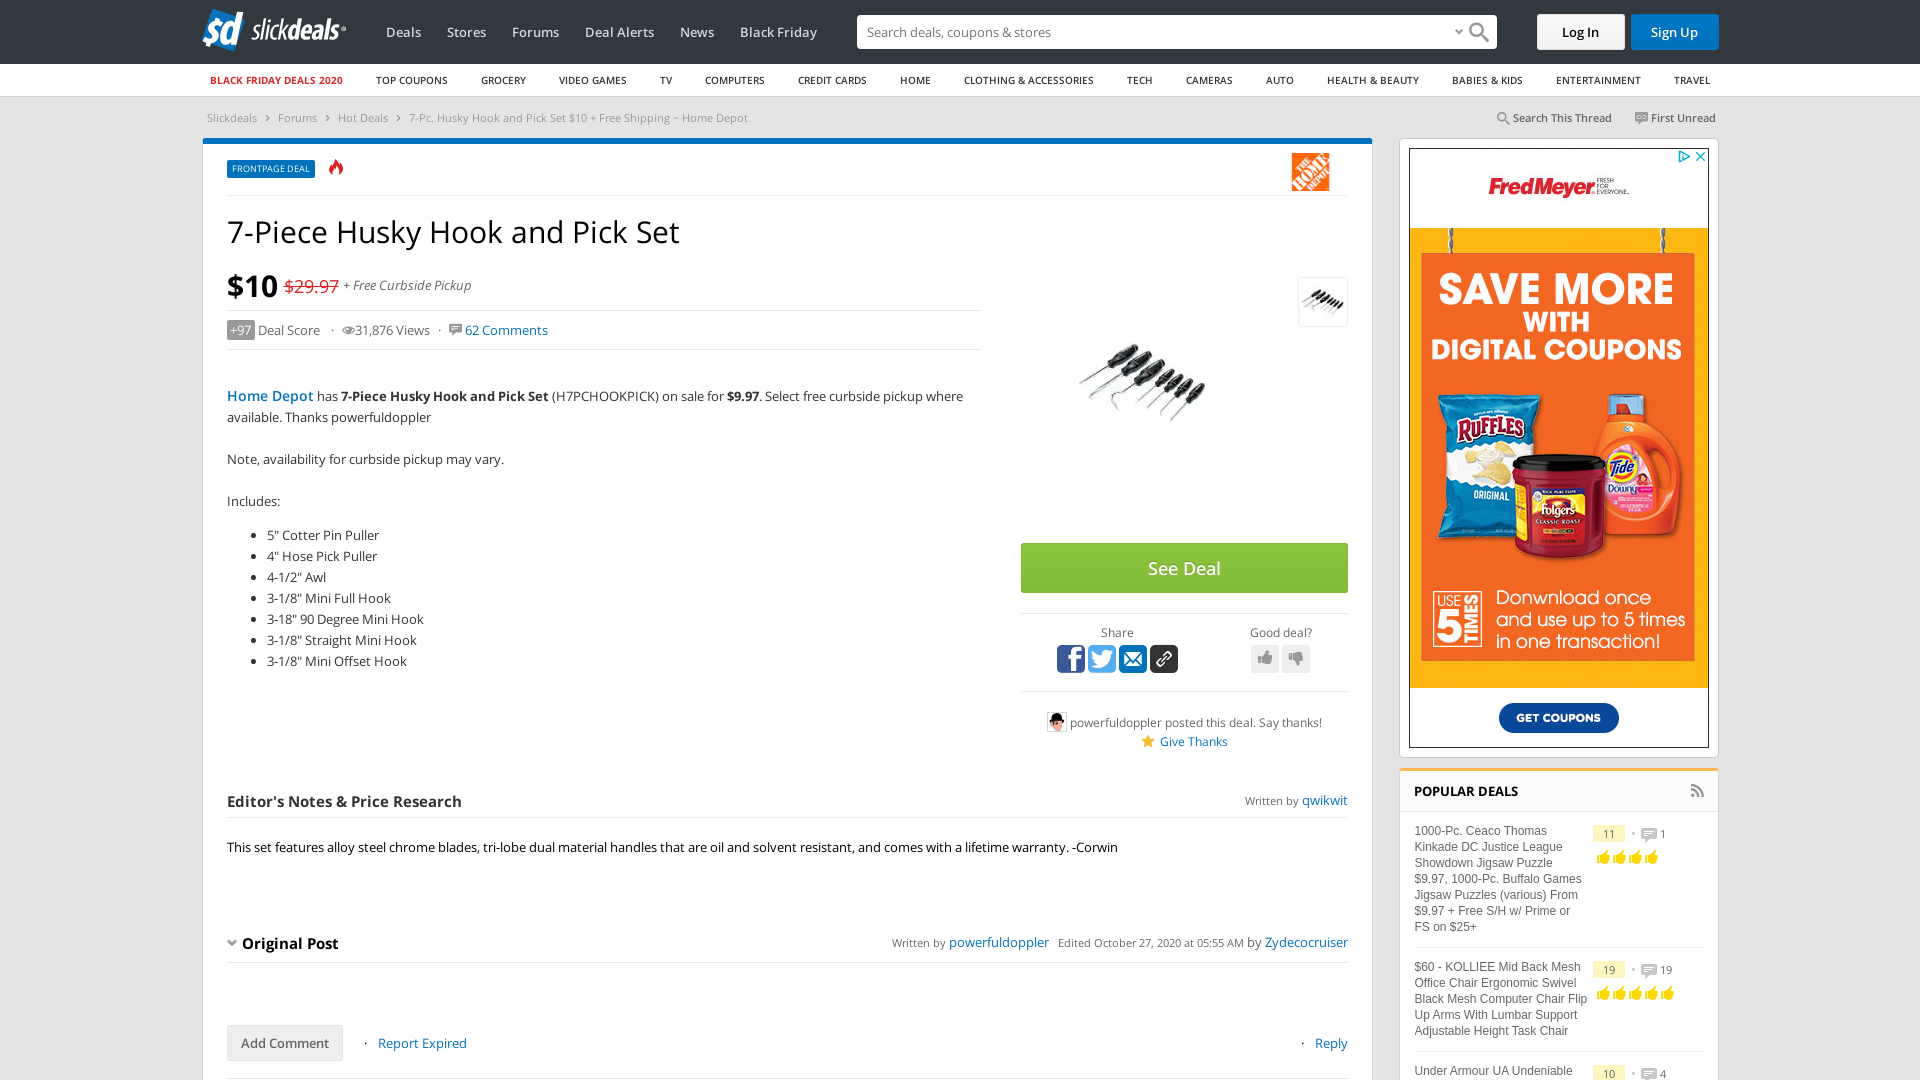 $d slickdeals
Deals
Stores
Forums
Deal Alerts
News
Black Friday
Search deals, coupons & stores
Log In
Sign Up
BLACK FRIDAY DEALS 2020
TOP COUPONS
GROCERY
VIDEO GAMES
TV
COMPUTERS
CREDIT CARDS
HOME
CLOTHING & ACCESSORIES
TECH
CAMERAS
AUTO
HEALTH & BEAUTY
BABIES & KIDS
ENTERTAINMENT
TRAVEL
Slickdeals › Forums › Hot Deals › 7-Pc. Husky Hook and Pick Set $10 + Free Shipping ~ Home Depot
Search This Thread
First Unread
FRONTPAGE DEAL
THE HOME DEPOT
7-Piece Husky Hook and Pick Set
$10 $29.97 + Free Curbside Pickup
+97 Deal Score · 31,876 Views · 62 Comments
Home Depot has 7-Piece Husky Hook and Pick Set (H7PCHOOKPICK) on sale for $9.97. Select free curbside pickup where
available. Thanks powerfuldoppler
Note, availability for curbside pickup may vary.
Includes:
5" Cotter Pin Puller
4" Hose Pick Puller
4-1/2" Awl
3-1/8" Mini Full Hook
3-18" 90 Degree Mini Hook
3-1/8" Straight Mini Hook
3-1/8" Mini Offset Hook
See Deal
Share
Good deal?
powerfuldoppler posted this deal. Say thanks!
Give Thanks
Editor's Notes & Price Research
Written by qwikwit
This set features alloy steel chrome blades, tri-lobe dual material handles that are oil and solvent resistant, and comes with a lifetime warranty. -Corwin
Original Post
Written by powerfuldoppler Edited October 27, 2020 at 05:55 AM by Zydecocruiser
Add Comment
· Report Expired
· Reply
Fred Meyer FRESH FOR EVERYONE
SAVE MORE
WITH
DIGITAL COUPONS
RUFFLES
ORIGINAL
Folgers
CLASSIC ROAST
Tide
Downy
USE
5
TIMES
Donwnload once
and use up to 5 times
in one transaction!
GET COUPONS
POPULAR DEALS
1000-Pc. Ceaco Thomas
Kinkade DC Justice League
Showdown Jigsaw Puzzle
$9.97, 1000-Pc. Buffalo Games
Jigsaw Puzzles (various) From
$9.97 + Free S/H w/ Prime or
FS on $25+
11 • 1
$60 - KOLLIEE Mid Back Mesh
Office Chair Ergonomic Swivel
Black Mesh Computer Chair Flip
Up Arms With Lumbar Support
Adjustable Height Task Chair
19 • 19
Under Armour UA Undeniable
10 • 4